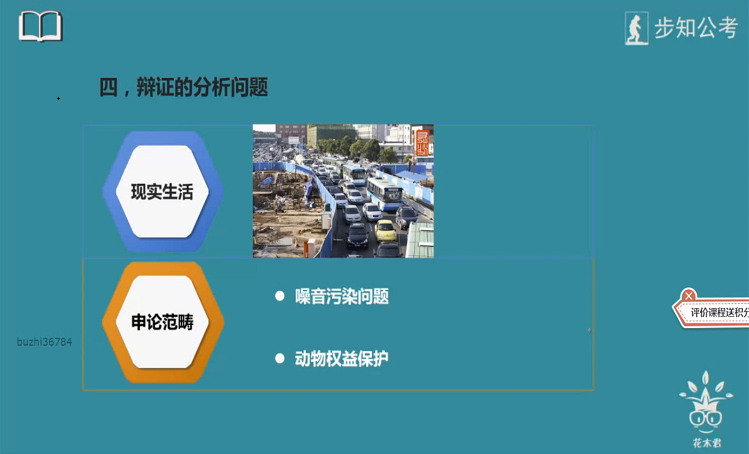 步知公考
四，辩证的分析问题
现实生活
噪音污染问题
申论范畴
动物权益保护
评价课程送积分
buzhi36784
花木君